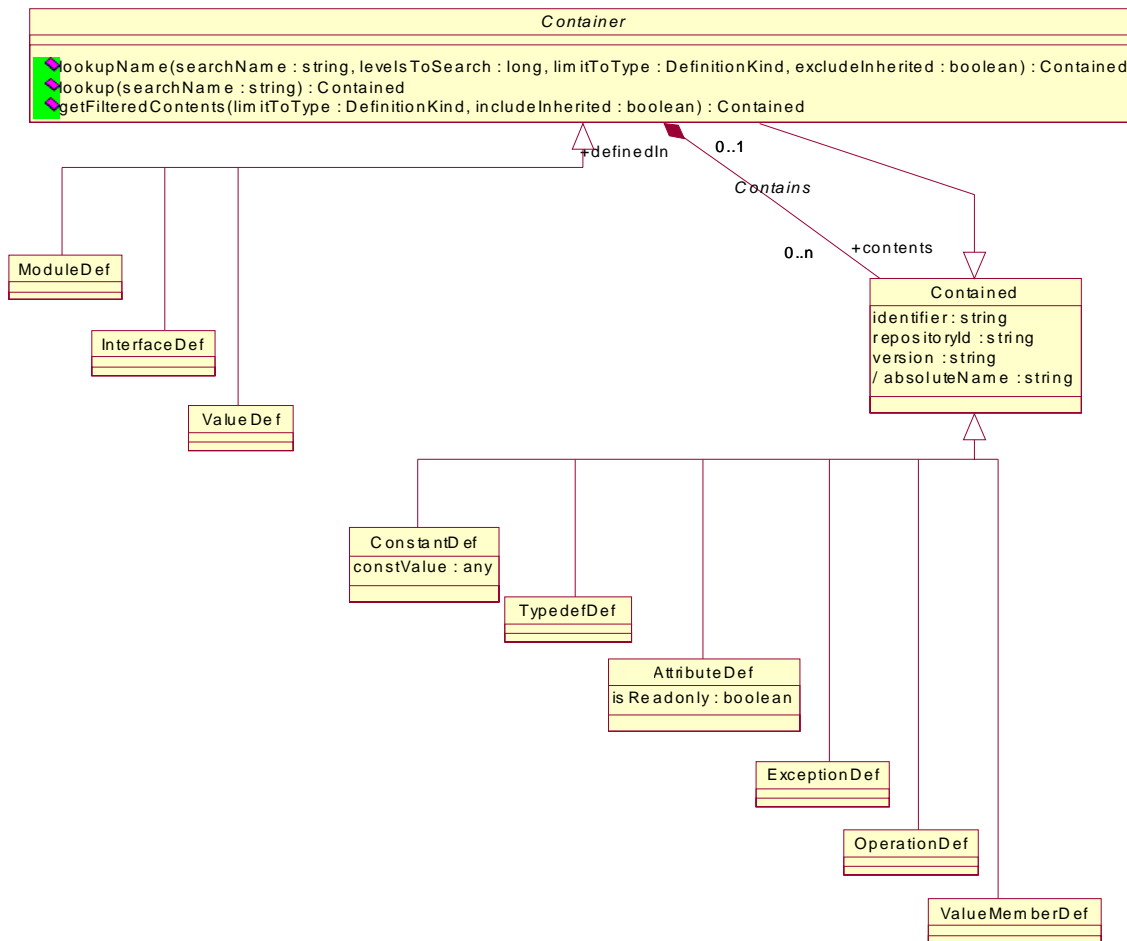 Container
lookupName(searchName : string, levelsToSearch : long, limitToType : DefinitionKind, excludeInherited : boolean) : Contained
lookup(searchName : string) : Contained
getFilteredContents(limitToType : DefinitionKind, includeInherited : boolean) : Contained
+definedIn
0..1
Contains
0..n
+contents
ModuleDef
InterfaceDef
ValueDef
Contained
identifier : string
repositoryId : string
version : string
/ absoluteName : string
ConstantDef
constValue : any
TypedefDef
AttributeDef
isReadonly : boolean
ExceptionDef
OperationDef
ValueMemberDef